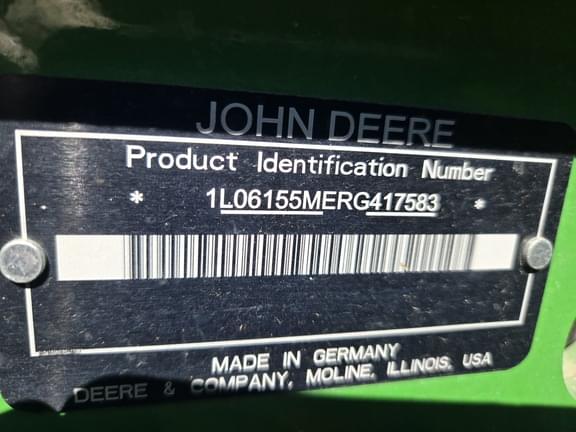 JOHN DEERE
Product Identification Number
* 1L06155MERG417583 *
MADE IN GERMANY
DEERE & COMPANY, MOLINE, ILLINOIS, USA